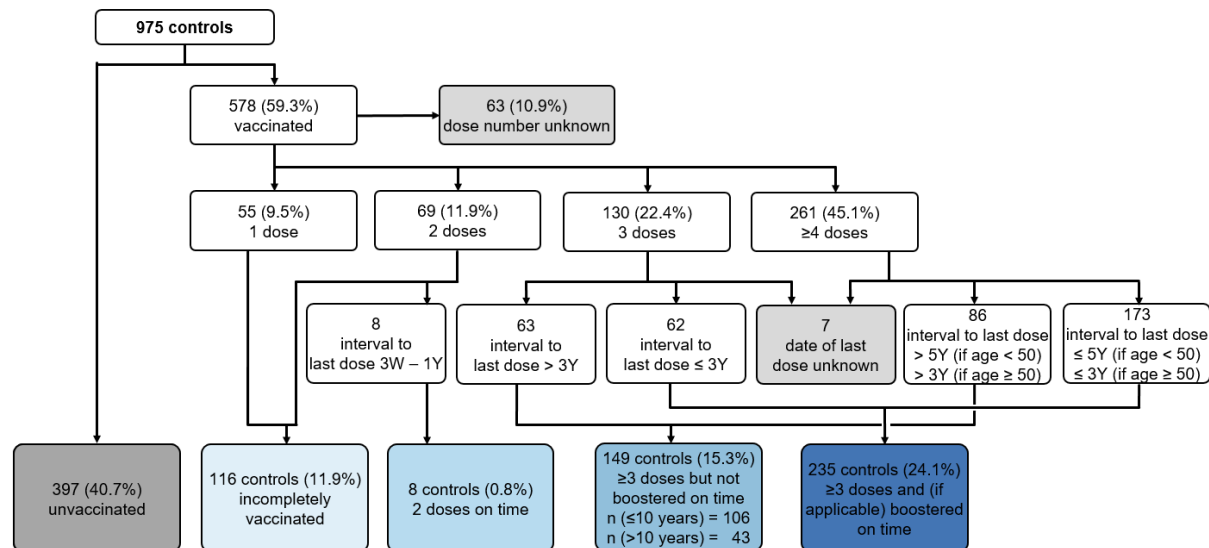 975 controls
578 (59.3%)
vaccinated
63 (10.9%)
dose number unknown
55 (9.5%)
1 dose
69 (11.9%)
2 doses
130 (22.4%)
3 doses
261 (45.1%)
≥4 doses
8
interval to
last dose 3W – 1Y
63
interval to
last dose > 3Y
62
interval to
last dose ≤ 3Y
7
date of last
dose unknown
86
interval to last dose
> 5Y (if age < 50)
> 3Y (if age ≥ 50)
173
interval to last dose
≤ 5Y (if age < 50)
≤ 3Y (if age ≥ 50)
397 (40.7%)
unvaccinated
116 controls (11.9%)
incompletely
vaccinated
8 controls (0.8%)
2 doses on time
149 controls (15.3%)
≥3 doses but not
boostered on time
n (≤10 years) = 106
n (>10 years) = 43
235 controls (24.1%)
≥3 doses and (if
applicable) boostered
on time